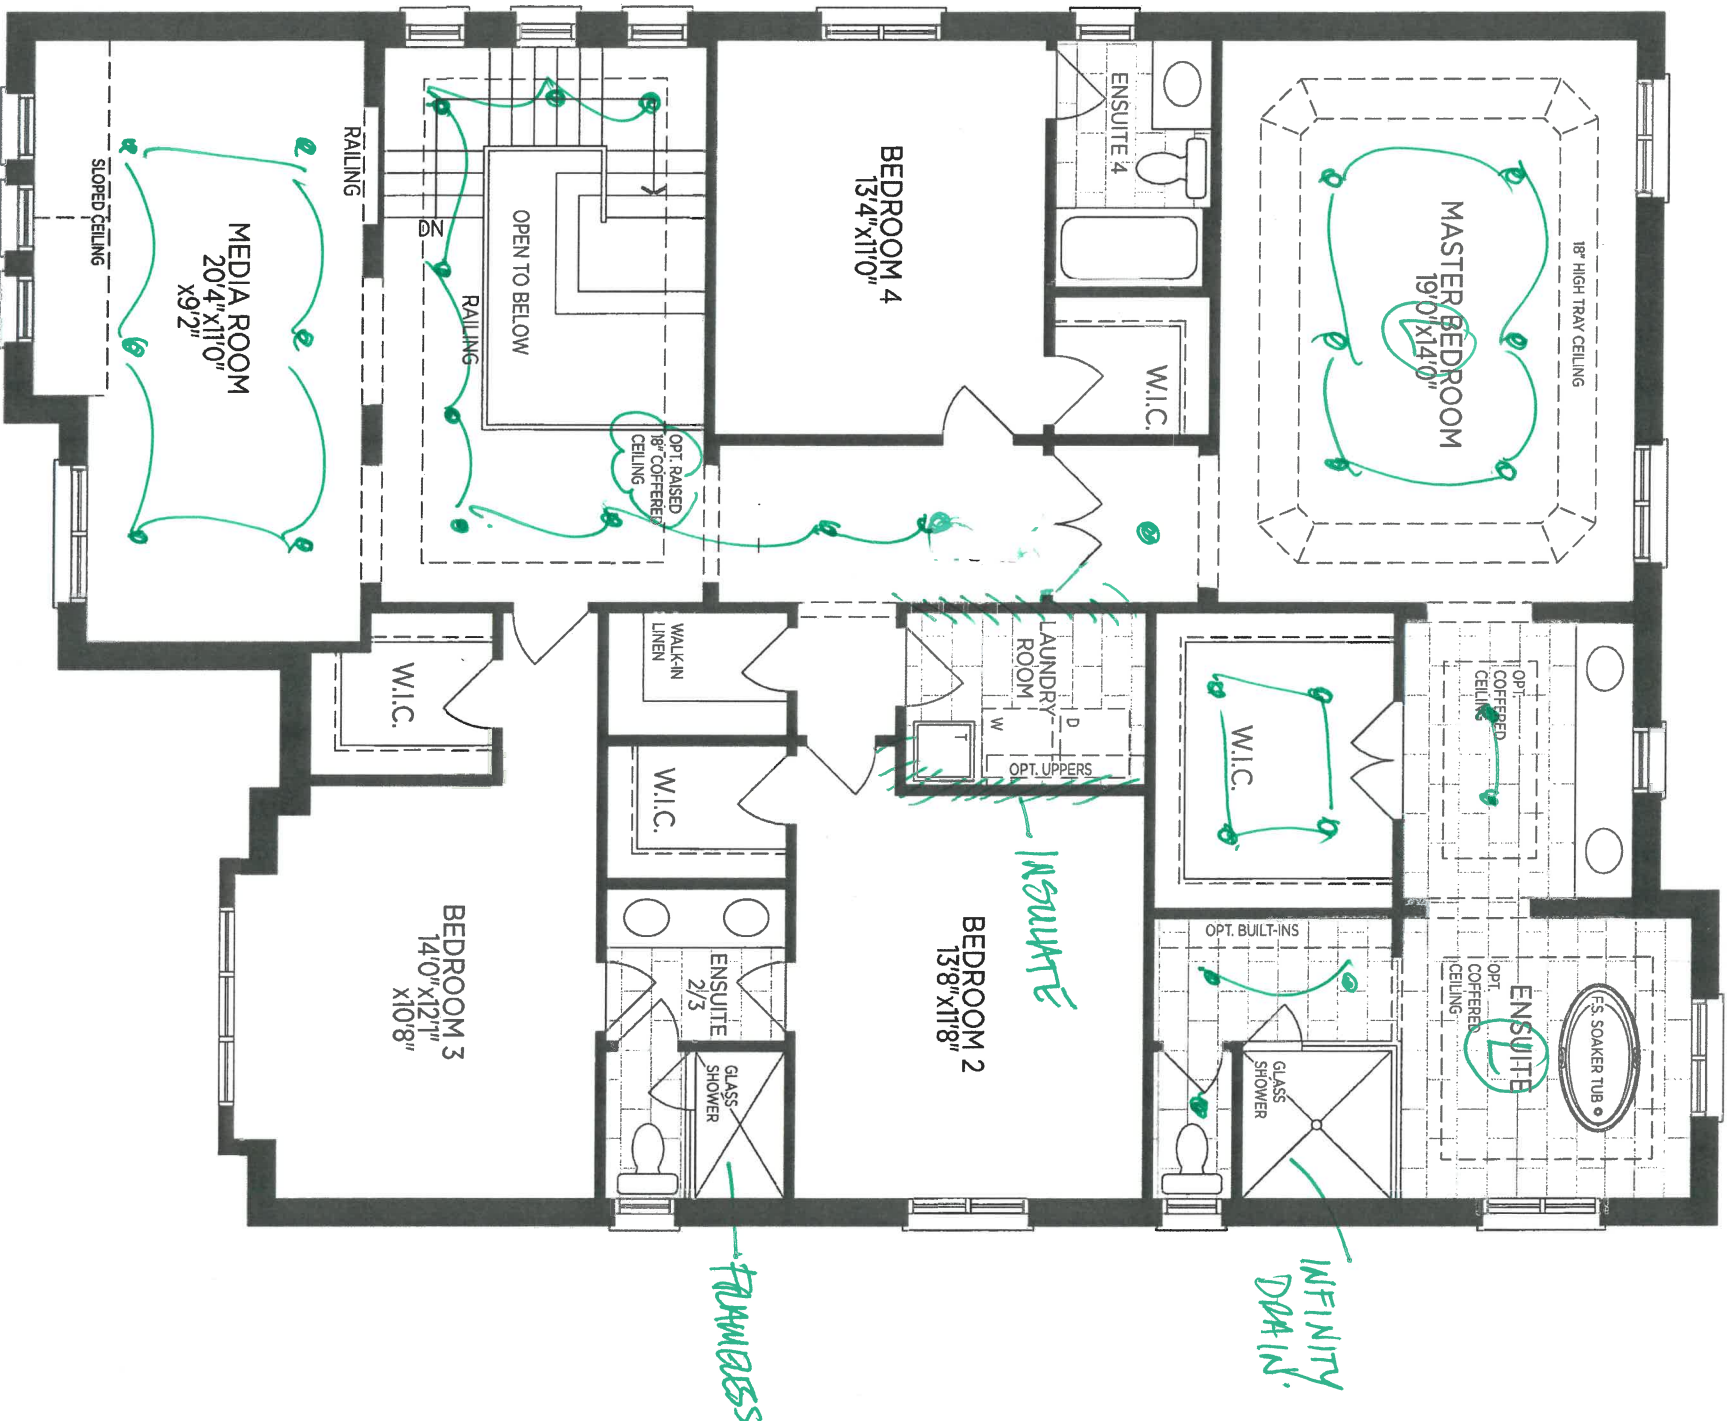 MASTER BEDROOM
19'0"x14'0"
18" HIGH TRAY CEILING
L
ENSUITE 4
W.I.C.
BEDROOM 4
13'4"x11'0"
OPEN TO BELOW
RAILING
DN
OPT. RAISED
18" COFFERED
CEILING
RAILING
MEDIA ROOM
20'4"x11'0"
x9'2"
SLOPED CEILING
OPT.
COFFERED
CEILING
W.I.C.
LAUNDRY
ROOM
D
W
T
OPT. UPPERS
WALK-IN
LINEN
W.I.C.
W.I.C.
F.S. SOAKER TUB
ENSUITE
L
OPT.
COFFERED
CEILING
OPT. BUILT-INS
GLASS
SHOWER
INSULATE
BEDROOM 2
13'8"x11'8"
ENSUITE
2/3
GLASS
SHOWER
BEDROOM 3
14'0"x12'1"
x10'8"
INFINITY
DRAIN.
FRAMELESS